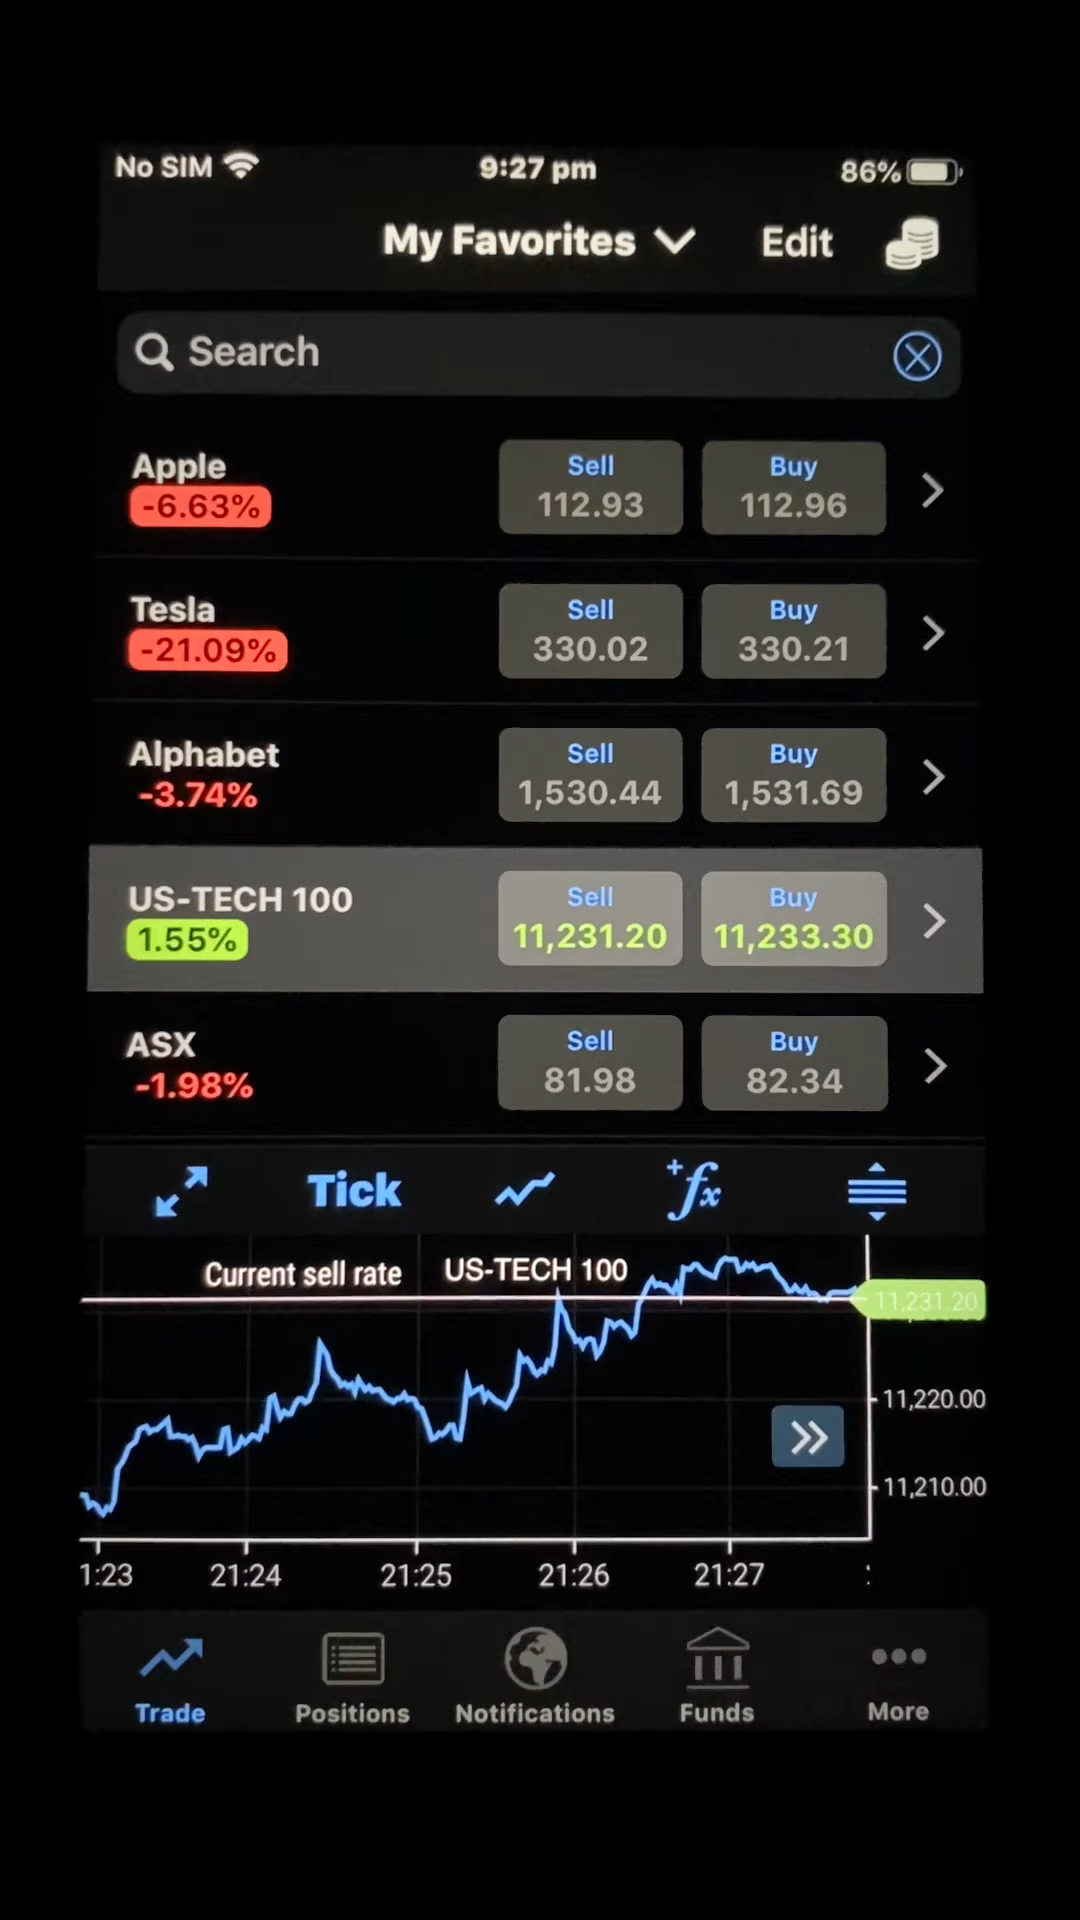 No SIM 9:27 pm 86%
My Favorites Edit
Search
Apple
-6.63%
Sell
112.93
Buy
112.96
Tesla
-21.09%
Sell
330.02
Buy
330.21
Alphabet
-3.74%
Sell
1,530.44
Buy
1,531.69
US-TECH 100
1.55%
Sell
11,231.20
Buy
11,233.30
ASX
-1.98%
Sell
81.98
Buy
82.34
Tick
+fx
Current sell rate US-TECH 100
11,231.20
11,220.00
11,210.00
1:23 21:24 21:25 21:26 21:27 :
Trade Positions Notifications Funds More